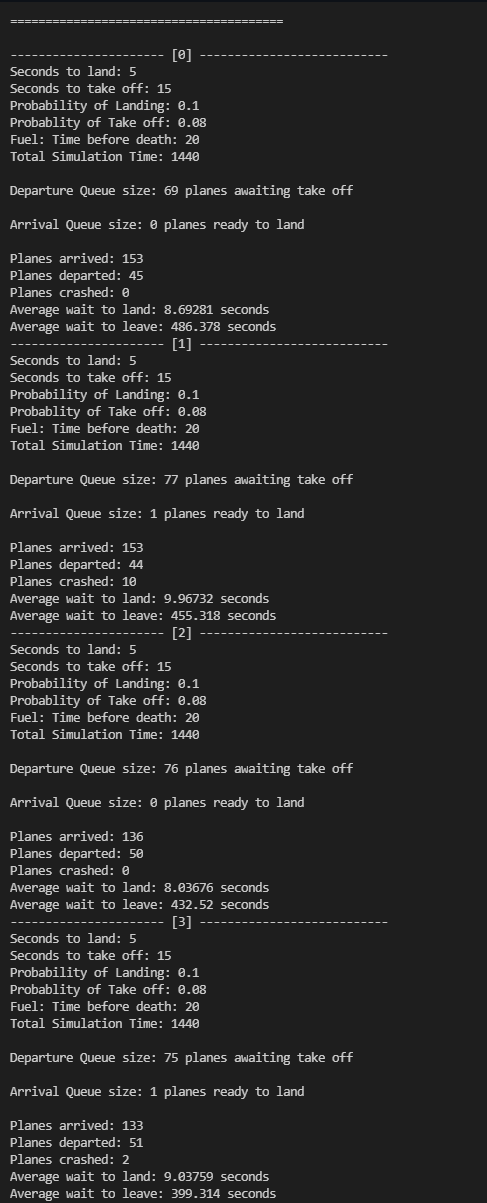 =======================================
---------------------- [0] ---------------------------
Seconds to land: 5
Seconds to take off: 15
Probability of Landing: 0.1
Probablity of Take off: 0.08
Fuel: Time before death: 20
Total Simulation Time: 1440
Departure Queue size: 69 planes awaiting take off
Arrival Queue size: 0 planes ready to land
Planes arrived: 153
Planes departed: 45
Planes crashed: 0
Average wait to land: 8.69281 seconds
Average wait to leave: 486.378 seconds
---------------------- [1] ---------------------------
Seconds to land: 5
Seconds to take off: 15
Probability of Landing: 0.1
Probablity of Take off: 0.08
Fuel: Time before death: 20
Total Simulation Time: 1440
Departure Queue size: 77 planes awaiting take off
Arrival Queue size: 1 planes ready to land
Planes arrived: 153
Planes departed: 44
Planes crashed: 10
Average wait to land: 9.96732 seconds
Average wait to leave: 455.318 seconds
---------------------- [2] ---------------------------
Seconds to land: 5
Seconds to take off: 15
Probability of Landing: 0.1
Probablity of Take off: 0.08
Fuel: Time before death: 20
Total Simulation Time: 1440
Departure Queue size: 76 planes awaiting take off
Arrival Queue size: 0 planes ready to land
Planes arrived: 136
Planes departed: 50
Planes crashed: 0
Average wait to land: 8.03676 seconds
Average wait to leave: 432.52 seconds
---------------------- [3] ---------------------------
Seconds to land: 5
Seconds to take off: 15
Probability of Landing: 0.1
Probablity of Take off: 0.08
Fuel: Time before death: 20
Total Simulation Time: 1440
Departure Queue size: 75 planes awaiting take off
Arrival Queue size: 1 planes ready to land
Planes arrived: 133
Planes departed: 51
Planes crashed: 2
Average wait to land: 9.03759 seconds
Average wait to leave: 399.314 seconds